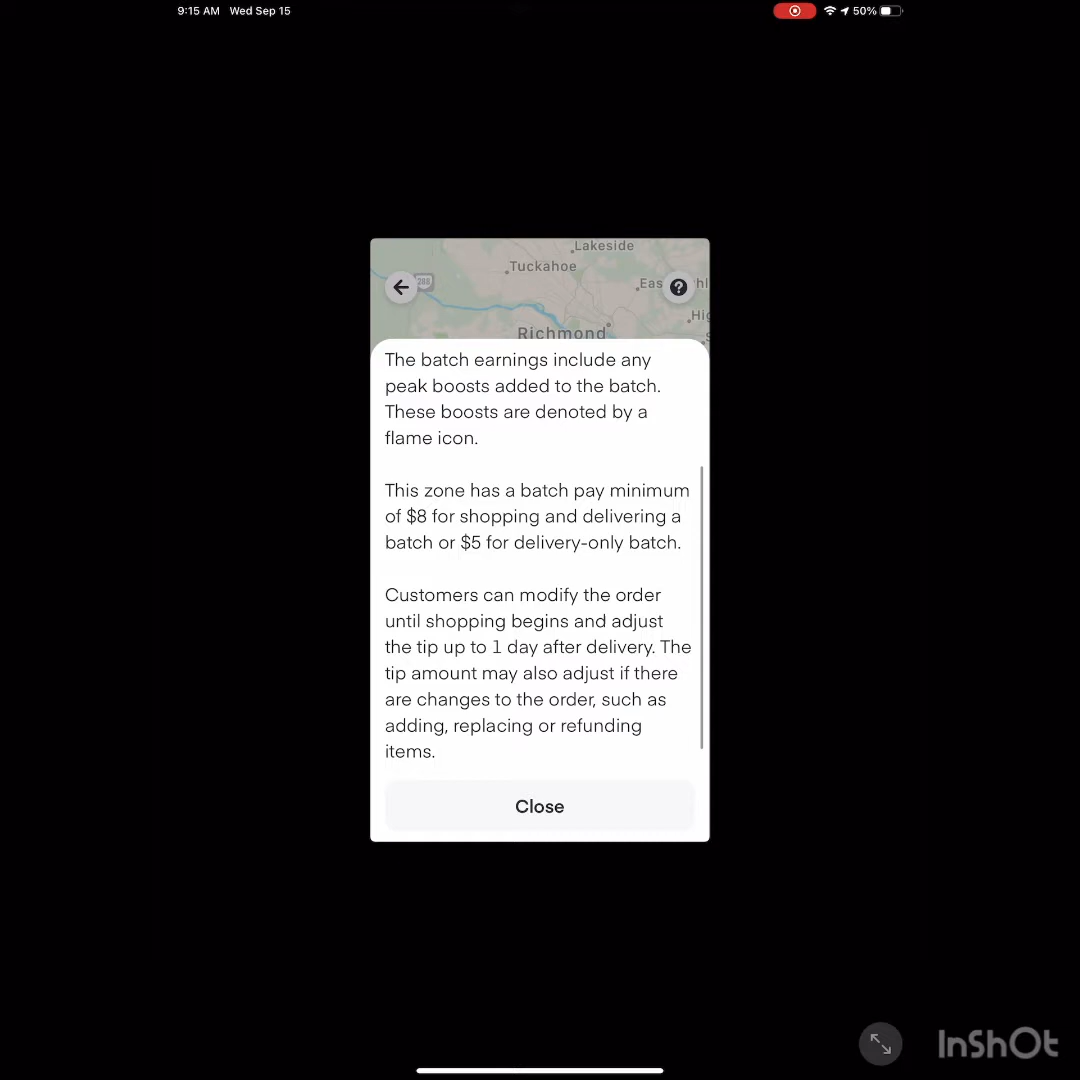 9:15 AM Wed Sep 15
50%
Lakeside
Tuckahoe
288
Richmond
The batch earnings include any
peak boosts added to the batch.
These boosts are denoted by a
flame icon.
This zone has a batch pay minimum
of $8 for shopping and delivering a
batch or $5 for delivery-only batch.
Customers can modify the order
until shopping begins and adjust
the tip up to 1 day after delivery. The
tip amount may also adjust if there
are changes to the order, such as
adding, replacing or refunding
items.
Close
InShOt